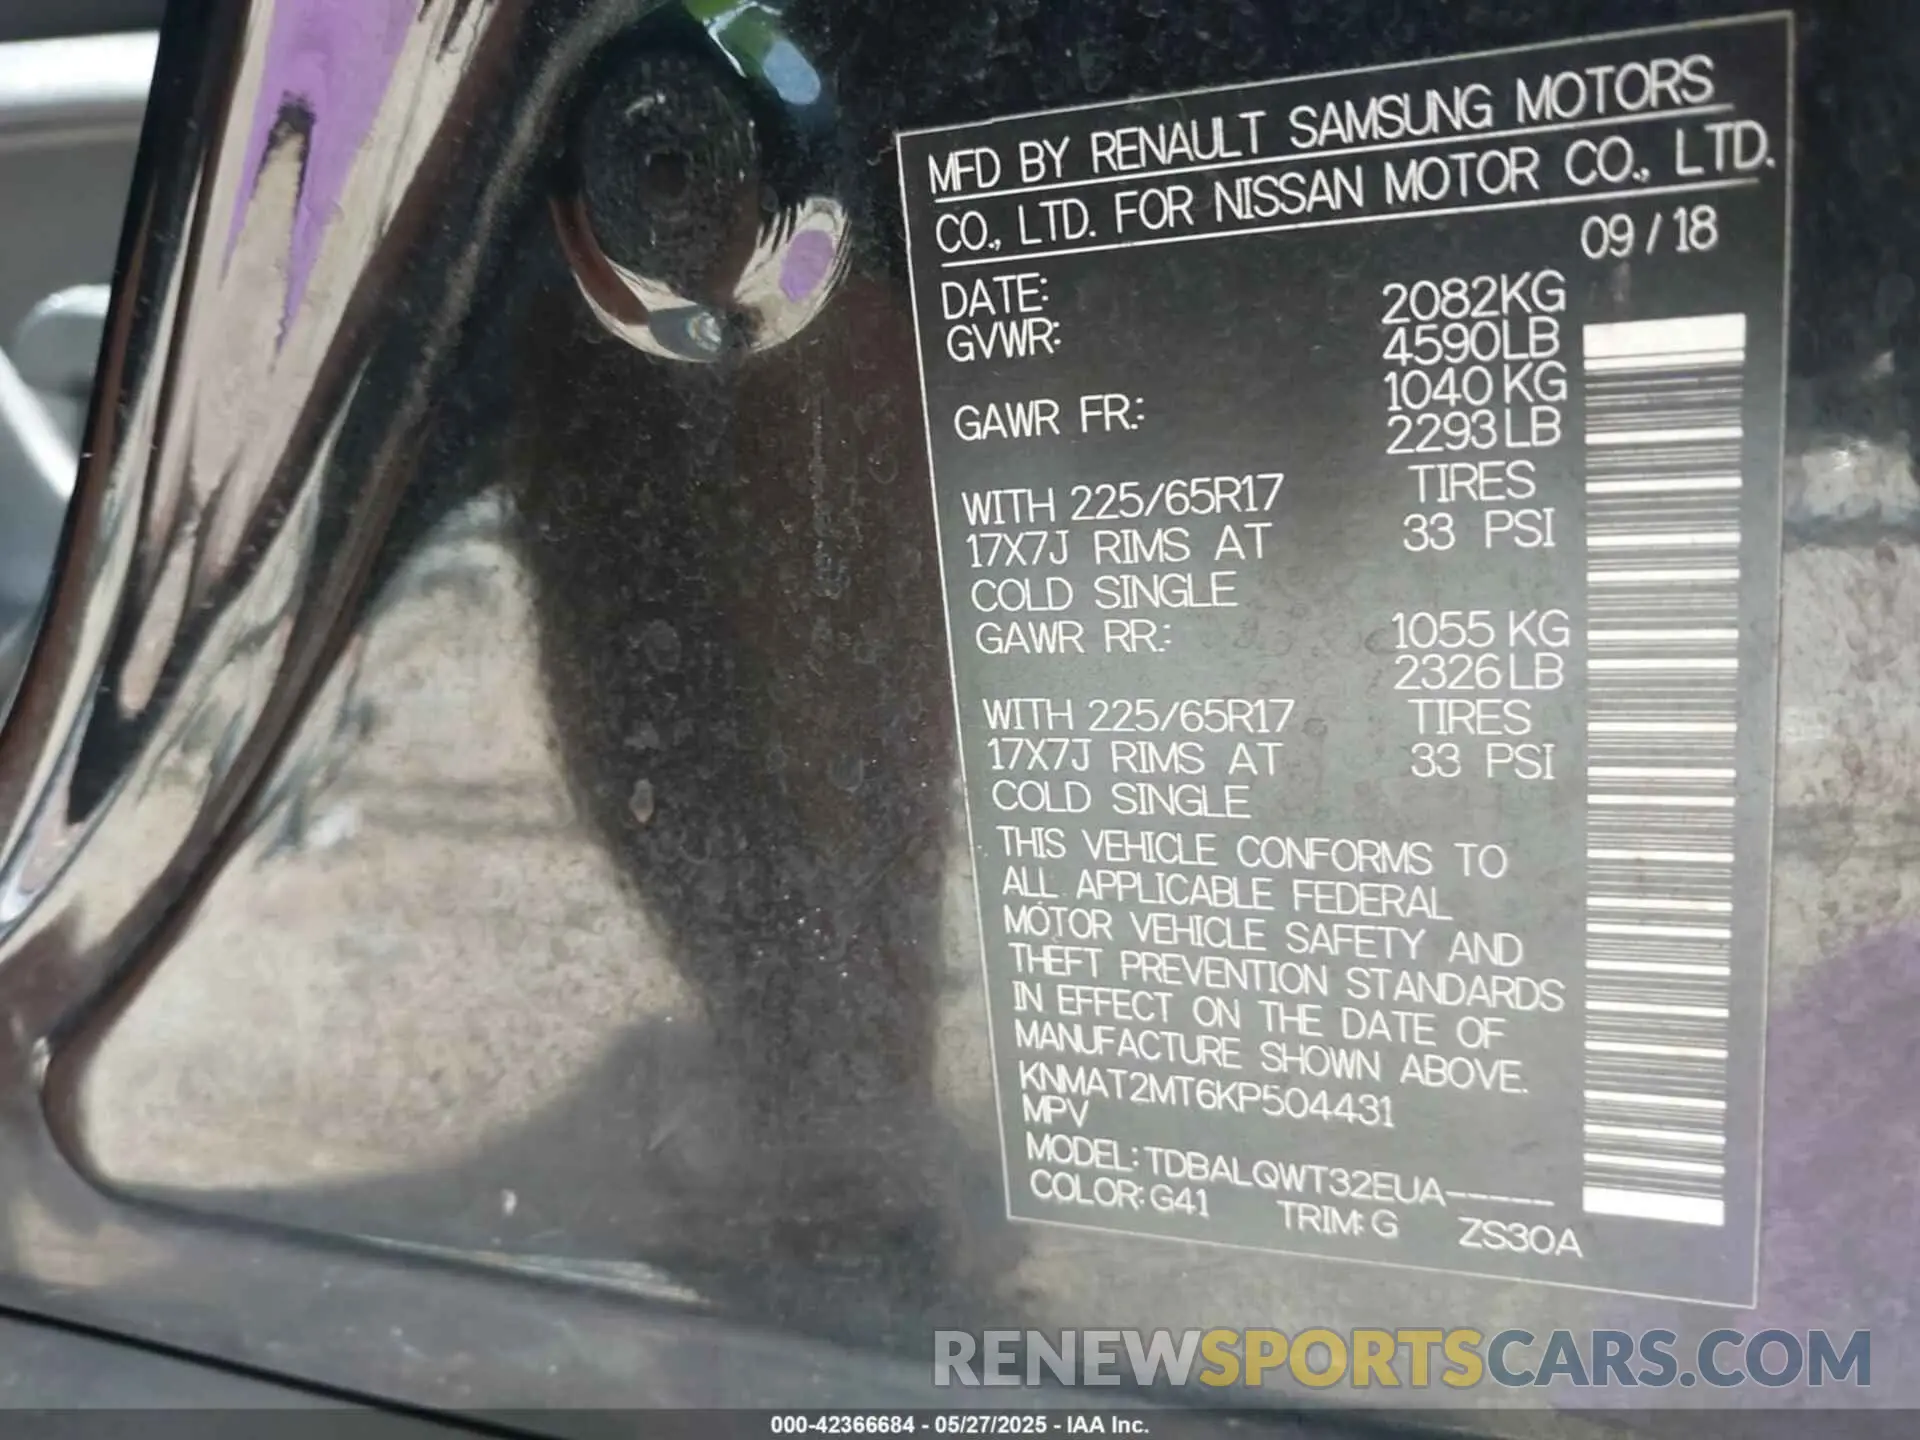 MFD BY RENAULT SAMSUNG MOTORS
CO., LTD. FOR NISSAN MOTOR CO., LTD.
DATE: 09 / 18
GVWR: 2082KG
4590LB
GAWR FR.: 1040 KG
2293LB
WITH 225/65R17 TIRES
17X7J RIMS AT 33 PSI
COLD SINGLE
GAWR RR.: 1055 KG
2326LB
WITH 225/65R17 TIRES
17X7J RIMS AT 33 PSI
COLD SINGLE
THIS VEHICLE CONFORMS TO
ALL APPLICABLE FEDERAL
MOTOR VEHICLE SAFETY AND
THEFT PREVENTION STANDARDS
IN EFFECT ON THE DATE OF
MANUFACTURE SHOWN ABOVE.
KNMAT2MT6KP504431
MPV
MODEL: TDBALQWT32EUA-----
COLOR: G41 TRIM: G ZS30A
RENEWSPORTSCARS.COM
000-42366684 - 05/27/2025 - IAA Inc.